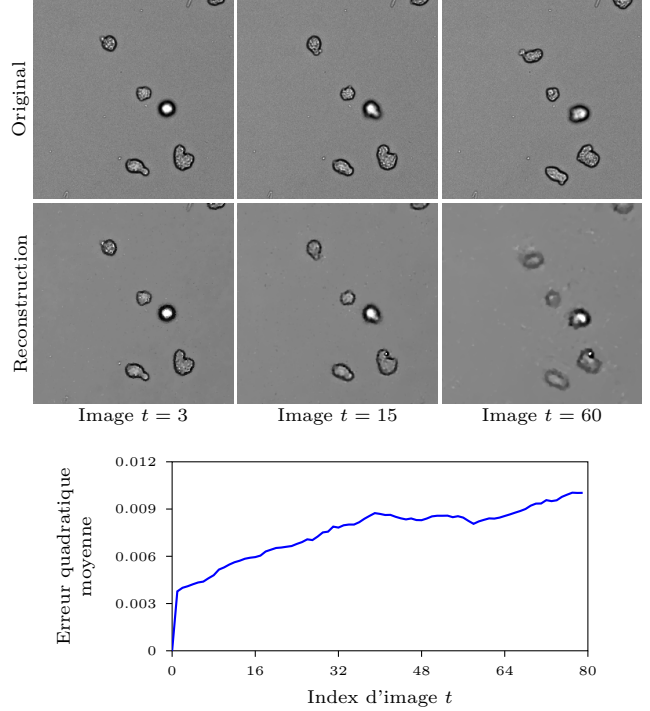 Original
Reconstruction
Image t = 3
Image t = 15
Image t = 60
Erreur quadratique
moyenne
0.012
0.009
0.006
0.003
0
0 16 32 48 64 80
Index d'image t